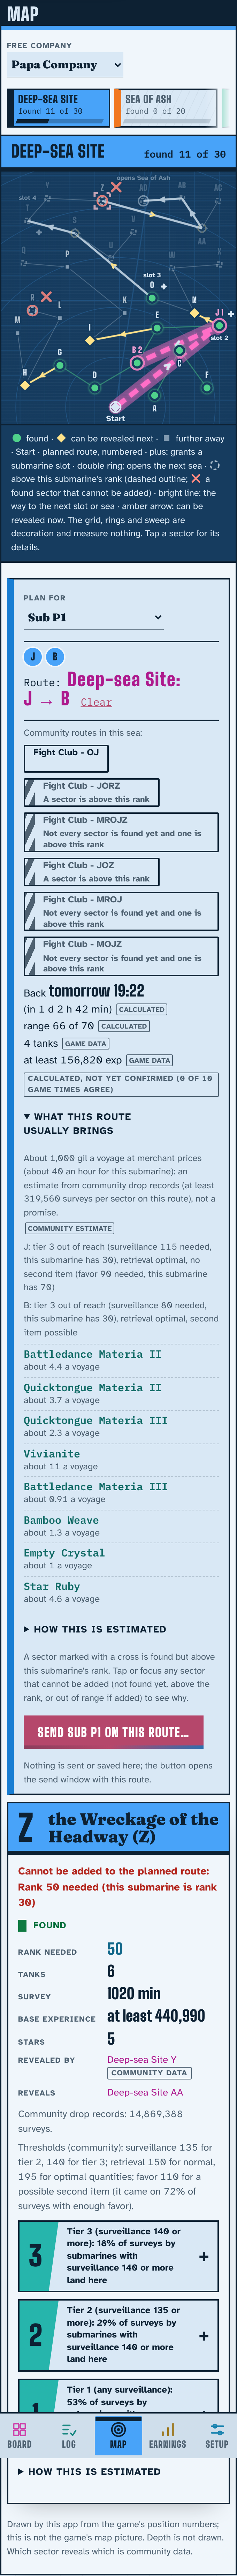 MAP
FREE COMPANY
Papa Company
DEEP-SEA SITE
found 11 of 30
SEA OF ASH
found 0 of 20
DEEP-SEA SITE
found 11 of 30
opens Sea of Ash
Y
Z
AD
AB
AC
slot 4
T
S
V
AA
Q
P
U
W
X
slot 3
O
R
L
K
N
M
E
J 1
I
slot 2
G
B 2
C
H
D
F
A
Start
found · can be revealed next · further away
· Start · planned route, numbered · plus: grants a
submarine slot · double ring: opens the next sea ·
above this submarine's rank (dashed outline; a
found sector that cannot be added) · bright line: the
way to the next slot or sea · amber arrow: can be
revealed now. The grid, rings and sweep are
decoration and measure nothing. Tap a sector for its
details.
PLAN FOR
Sub P1
J B
Route: Deep-sea Site:
J → B Clear
Community routes in this sea:
Fight Club - OJ
Fight Club - JORZ
A sector is above this rank
Fight Club - MROJZ
Not every sector is found yet and one is
above this rank
Fight Club - JOZ
A sector is above this rank
Fight Club - MROJ
Not every sector is found yet and one is
above this rank
Fight Club - MOJZ
Not every sector is found yet and one is
above this rank
Back tomorrow 19:22
(in 1 d 2 h 42 min) CALCULATED
range 66 of 70 CALCULATED
4 tanks GAME DATA
at least 156,820 exp GAME DATA
CALCULATED, NOT YET CONFIRMED (0 OF 10
GAME TIMES AGREE)
▼ WHAT THIS ROUTE
USUALLY BRINGS
About 1,000 gil a voyage at merchant prices
(about 40 an hour for this submarine): an
estimate from community drop records (at least
319,560 surveys per sector on this route), not a
promise.
COMMUNITY ESTIMATE
J: tier 3 out of reach (surveillance 115 needed,
this submarine has 30), retrieval optimal, no
second item (favor 90 needed, this submarine
has 70)
B: tier 3 out of reach (surveillance 80 needed,
this submarine has 30), retrieval optimal, second
item possible
Battledance Materia II
about 4.4 a voyage
Quicktongue Materia II
about 3.7 a voyage
Quicktongue Materia III
about 2.3 a voyage
Vivianite
about 11 a voyage
Battledance Materia III
about 0.91 a voyage
Bamboo Weave
about 1.3 a voyage
Empty Crystal
about 1 a voyage
Star Ruby
about 4.6 a voyage
▶ HOW THIS IS ESTIMATED
A sector marked with a cross is found but above
this submarine's rank. Tap or focus any sector
that cannot be added (not found yet, above the
rank, or out of range if added) to see why.
SEND SUB P1 ON THIS ROUTE…
Nothing is sent or saved here; the button opens
the send window with this route.
Z the Wreckage of the
Headway (Z)
Cannot be added to the planned route:
Rank 50 needed (this submarine is rank
30)
FOUND
RANK NEEDED 50
TANKS 6
SURVEY 1020 min
BASE EXPERIENCE at least 440,990
STARS 5
REVEALED BY Deep-sea Site Y
COMMUNITY DATA
REVEALS Deep-sea Site AA
Community drop records: 14,869,388
surveys.
Thresholds (community): surveillance 135 for
tier 2, 140 for tier 3; retrieval 150 for normal,
195 for optimal quantities; favor 110 for a
possible second item (it came on 72% of
surveys with enough favor).
3
Tier 3 (surveillance 140 or
more): 18% of surveys by
submarines with
surveillance 140 or more
land here
+
2
Tier 2 (surveillance 135 or
more): 29% of surveys by
submarines with
surveillance 140 or more
land here
+
1
Tier 1 (any surveillance):
53% of surveys by
BOARD LOG MAP EARNINGS SETUP
▶ HOW THIS IS ESTIMATED
Drawn by this app from the game's position numbers;
this is not the game's map picture. Depth is not drawn.
Which sector reveals which is community data.